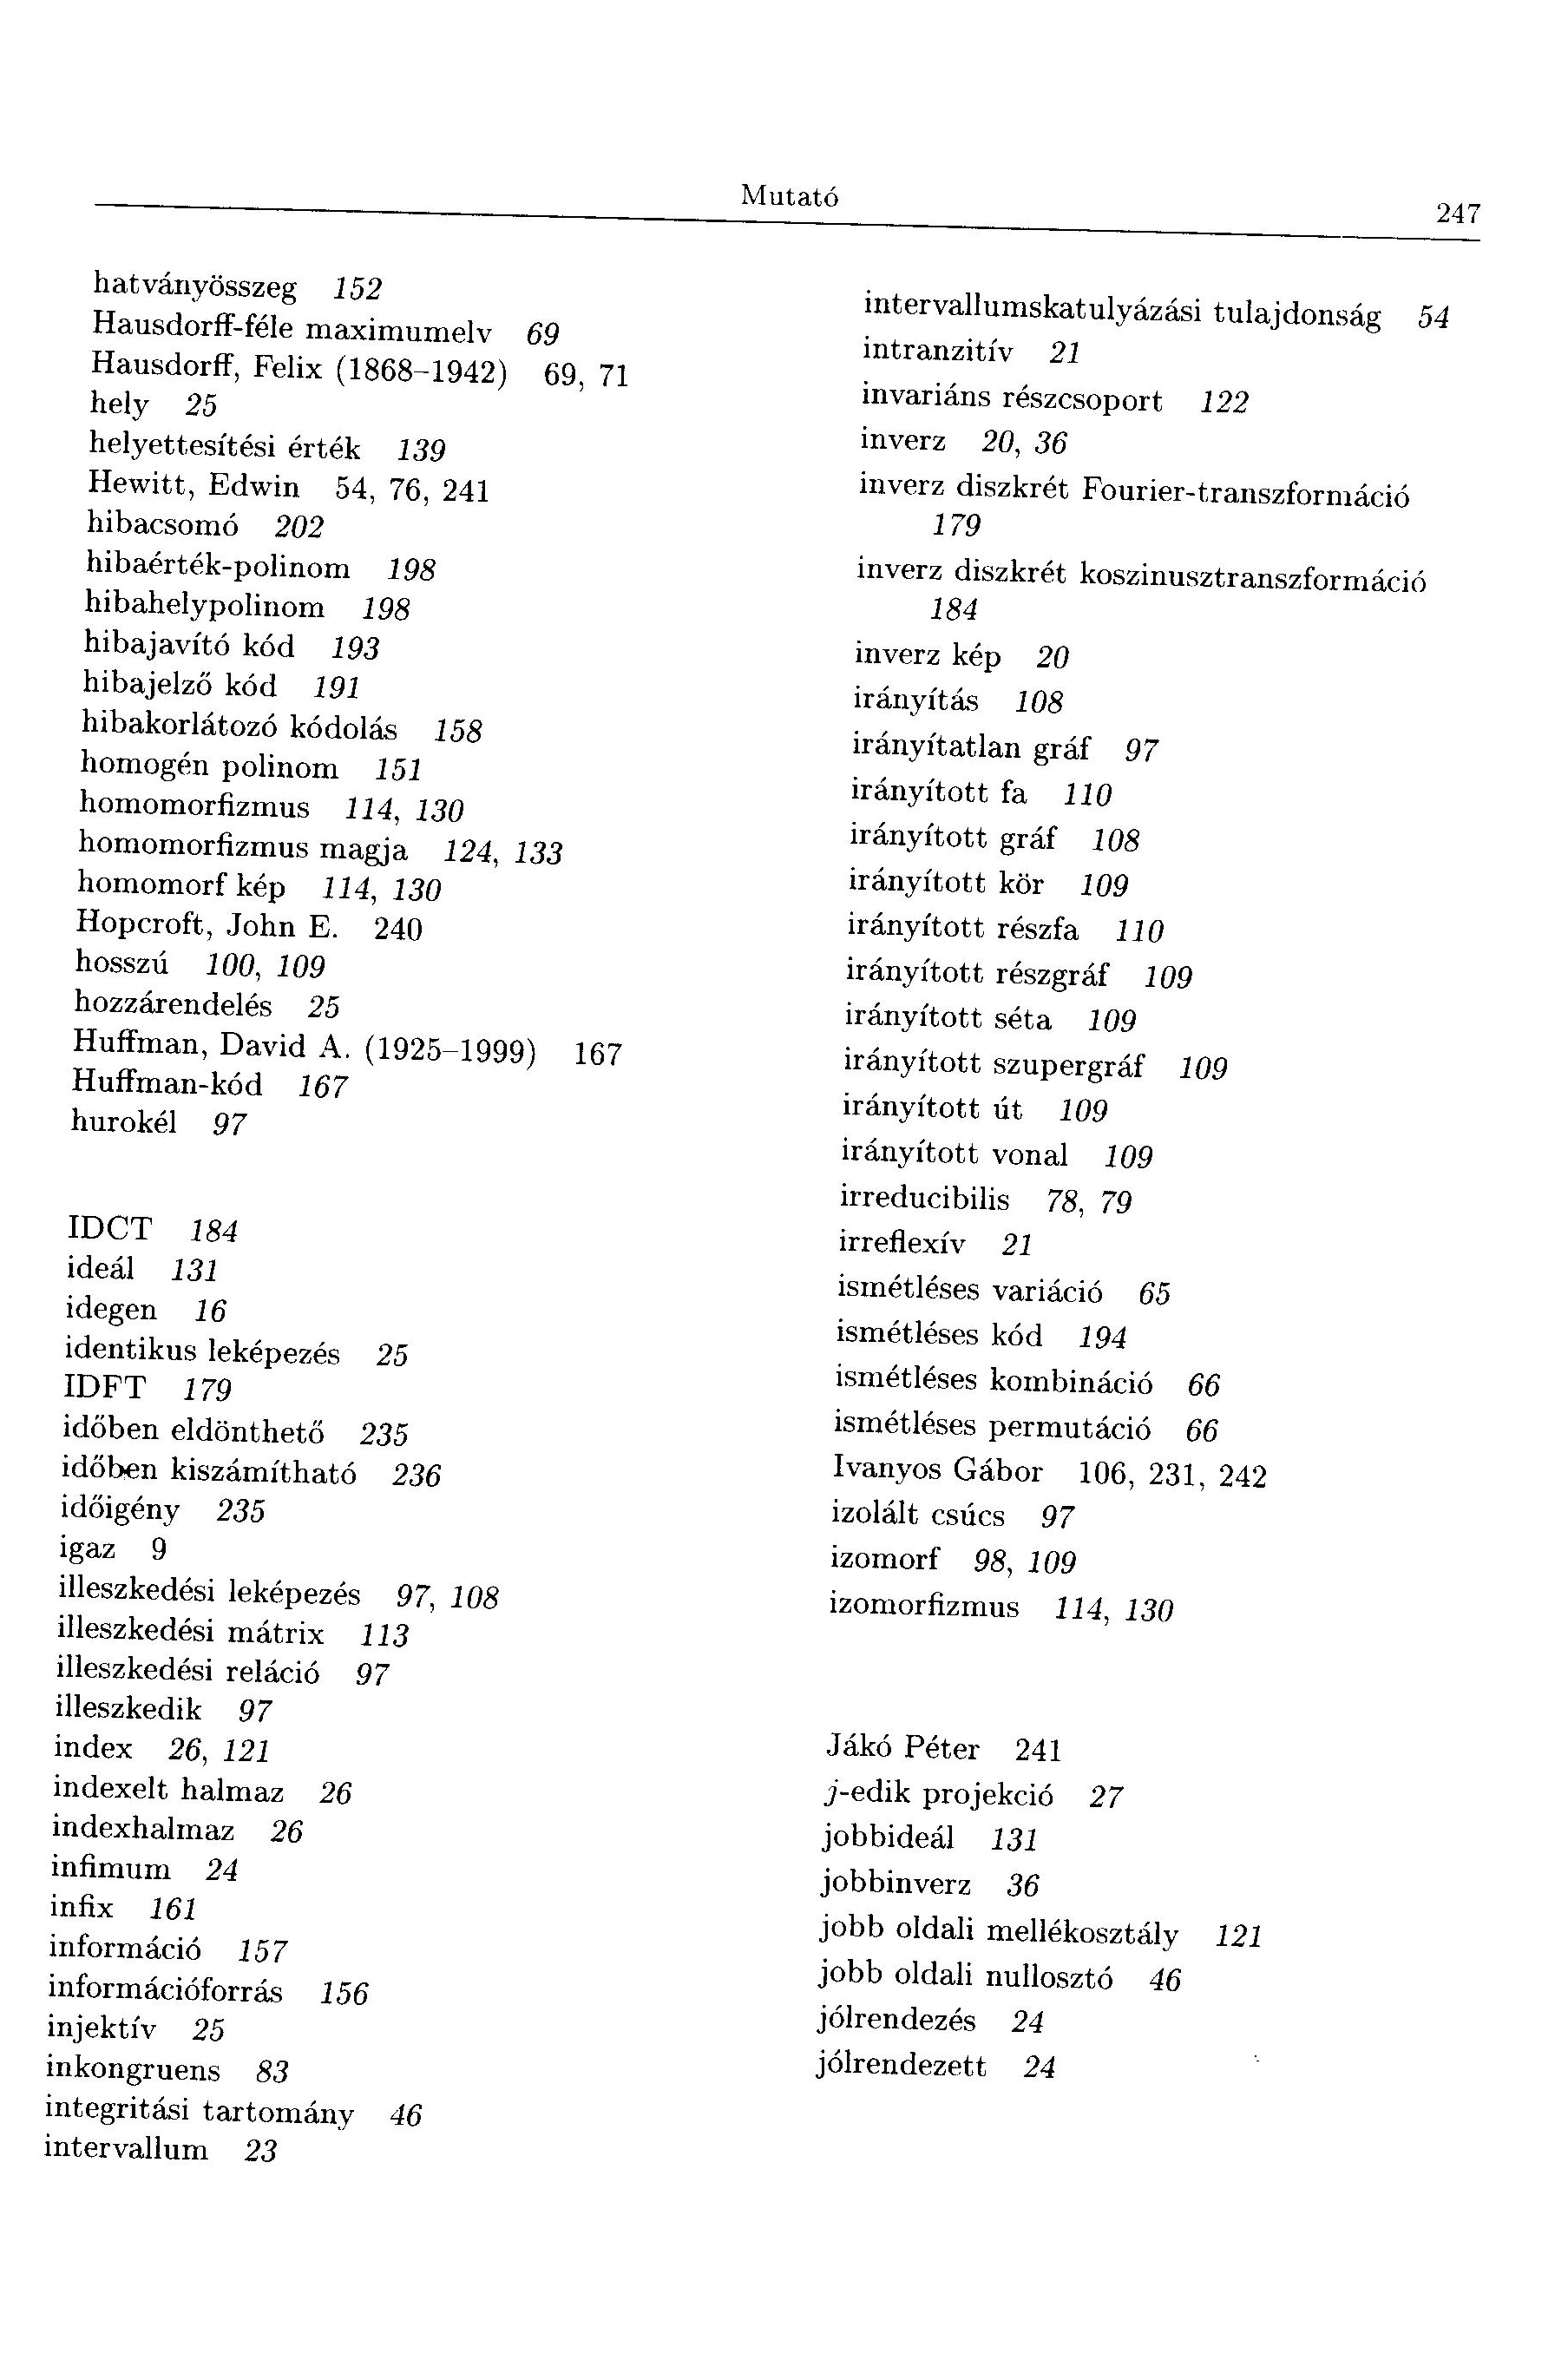 Mutató
247
hatványösszeg 152
Hausdorff-féle maximumelv 69
Hausdorff, Felix (1868–1942) 69, 71
hely 25
helyettesítési érték 139
Hewitt, Edwin 54, 76, 241
hibacsomó 202
hibaérték-polinom 198
hibahelypolinom 198
hibajavító kód 193
hibajelző kód 191
hibakorlátozó kódolás 158
homogén polinom 151
homomorfizmus 114, 130
homomorfizmus magja 124, 133
homomorf kép 114, 130
Hopcroft, John E. 240
hosszú 100, 109
hozzárendelés 25
Huffman, David A. (1925–1999) 167
Huffman-kód 167
hurokél 97
IDCT 184
ideál 131
idegen 16
identikus leképezés 25
IDFT 179
időben eldönthető 235
időben kiszámítható 236
időigény 235
igaz 9
illeszkedési leképezés 97, 108
illeszkedési mátrix 113
illeszkedési reláció 97
illeszkedik 97
index 26, 121
indexelt halmaz 26
indexhalmaz 26
infimum 24
infix 161
információ 157
információforrás 156
injektív 25
inkongruens 83
integritási tartomány 46
intervallum 23
intervallumskatulyázási tulajdonság 54
intranzitív 21
invariáns részcsoport 122
inverz 20, 36
inverz diszkrét Fourier-transzformáció
179
inverz diszkrét koszinusztranszformáció
184
inverz kép 20
irányítás 108
irányítatlan gráf 97
irányított fa 110
irányított gráf 108
irányított kör 109
irányított részfa 110
irányított részgráf 109
irányított séta 109
irányított szupergráf 109
irányított út 109
irányított vonal 109
irreducibilis 78, 79
irreflexív 21
ismétléses variáció 65
ismétléses kód 194
ismétléses kombináció 66
ismétléses permutáció 66
Ivanyos Gábor 106, 231, 242
izolált csúcs 97
izomorf 98, 109
izomorfizmus 114, 130
Jákó Péter 241
j-edik projekció 27
jobbideál 131
jobbinverz 36
jobb oldali mellékosztály 121
jobb oldali nullosztó 46
jólrendezés 24
jólrendezett 24